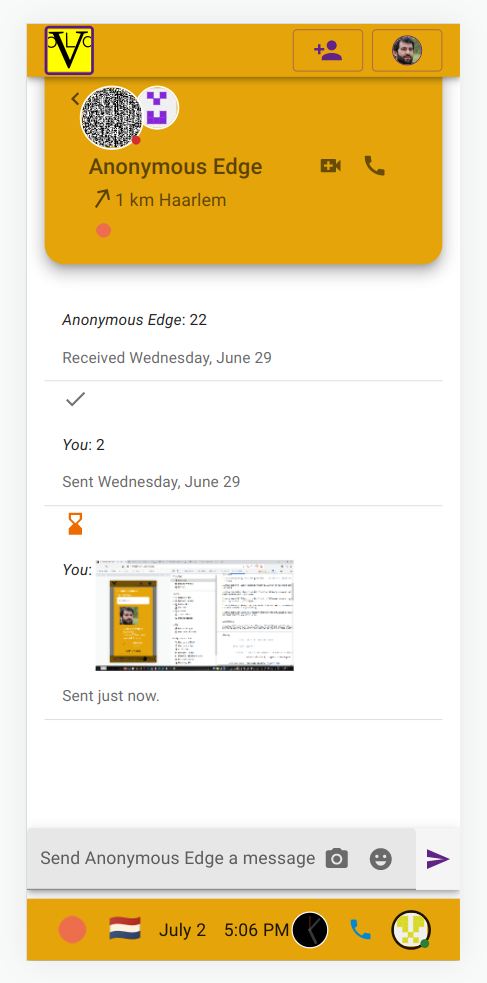 Anonymous Edge
1 km Haarlem
Anonymous Edge: 22
Received Wednesday, June 29
You: 2
Sent Wednesday, June 29
You:
Sent just now.
Send Anonymous Edge a message
July 2 5:06 PM